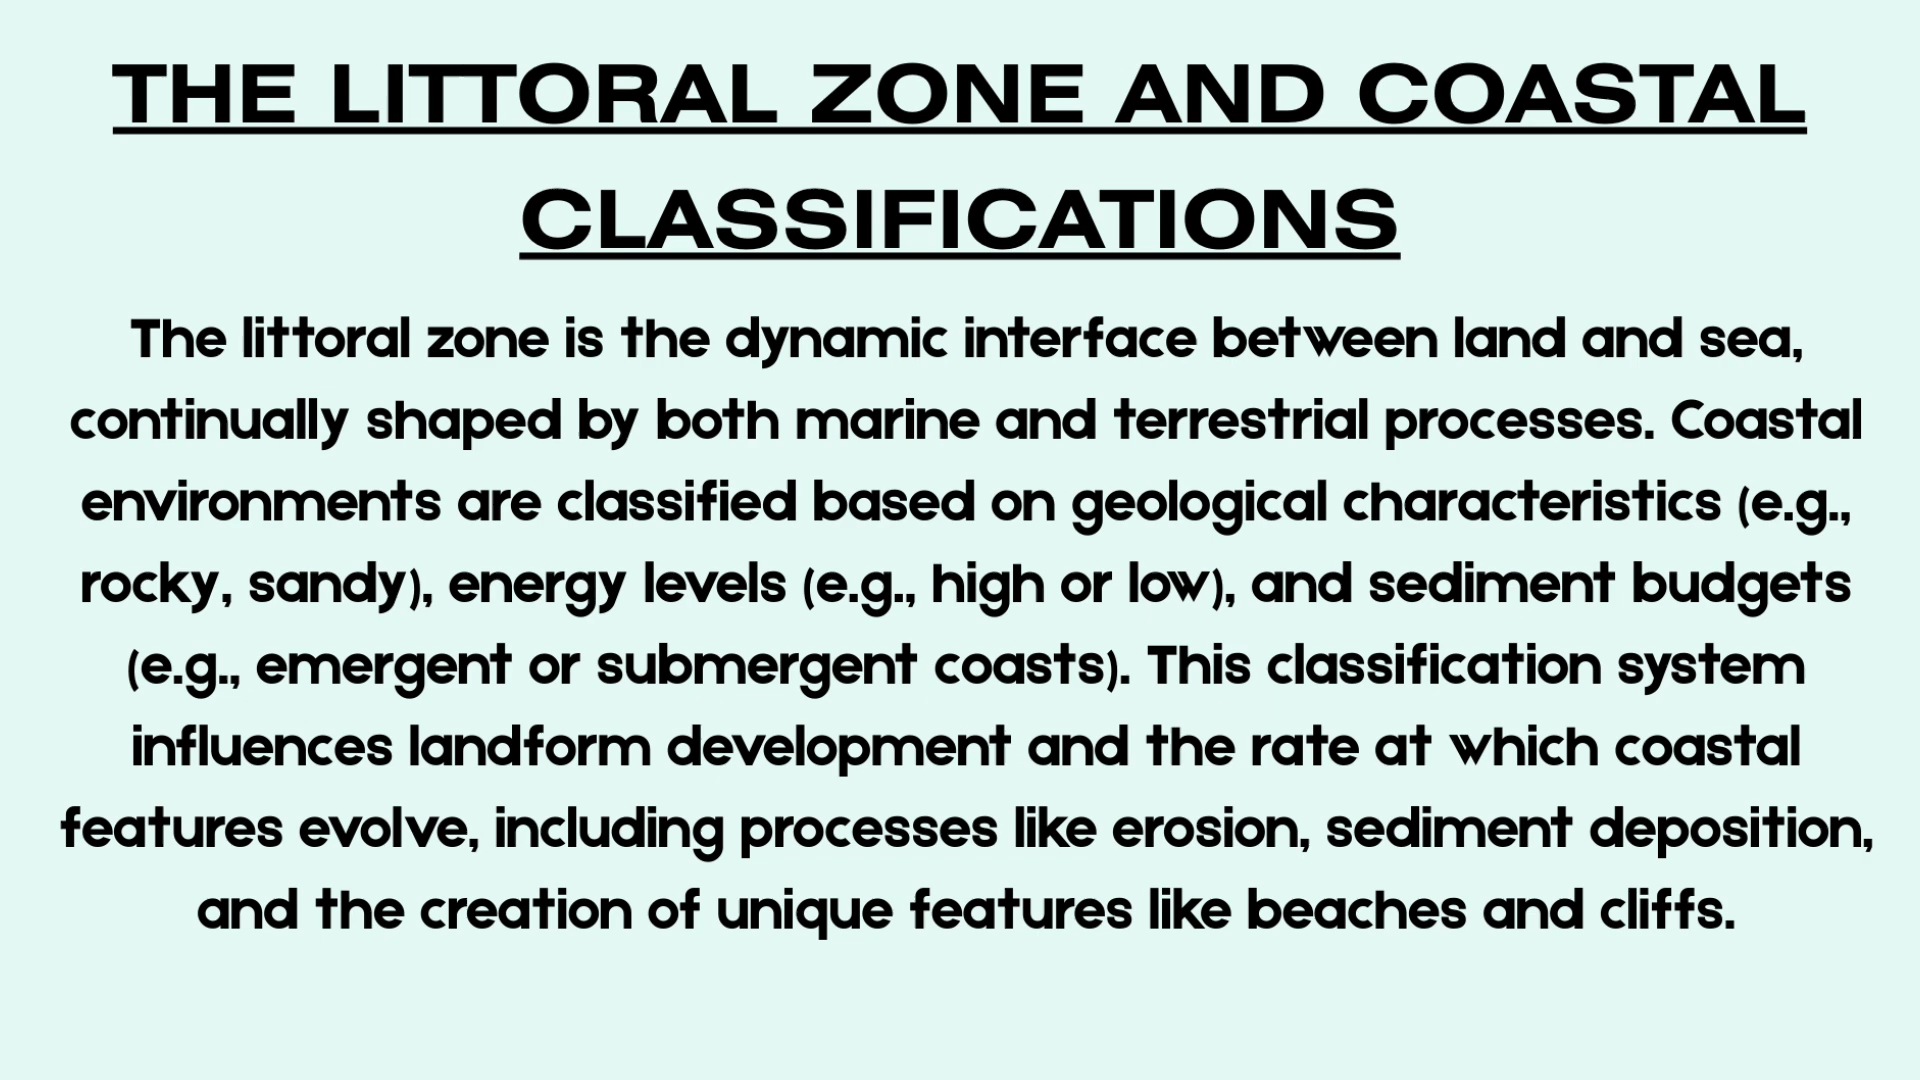 THE LITTORAL ZONE AND COASTAL
CLASSIFICATIONS
The littoral zone is the dynamic interface between land and sea,
continually shaped by both marine and terrestrial processes. Coastal
environments are classified based on geological characteristics (e.g.,
rocky, sandy), energy levels (e.g., high or low), and sediment budgets
(e.g., emergent or submergent coasts). This classification system
influences landform development and the rate at which coastal
features evolve, including processes like erosion, sediment deposition,
and the creation of unique features like beaches and cliffs.